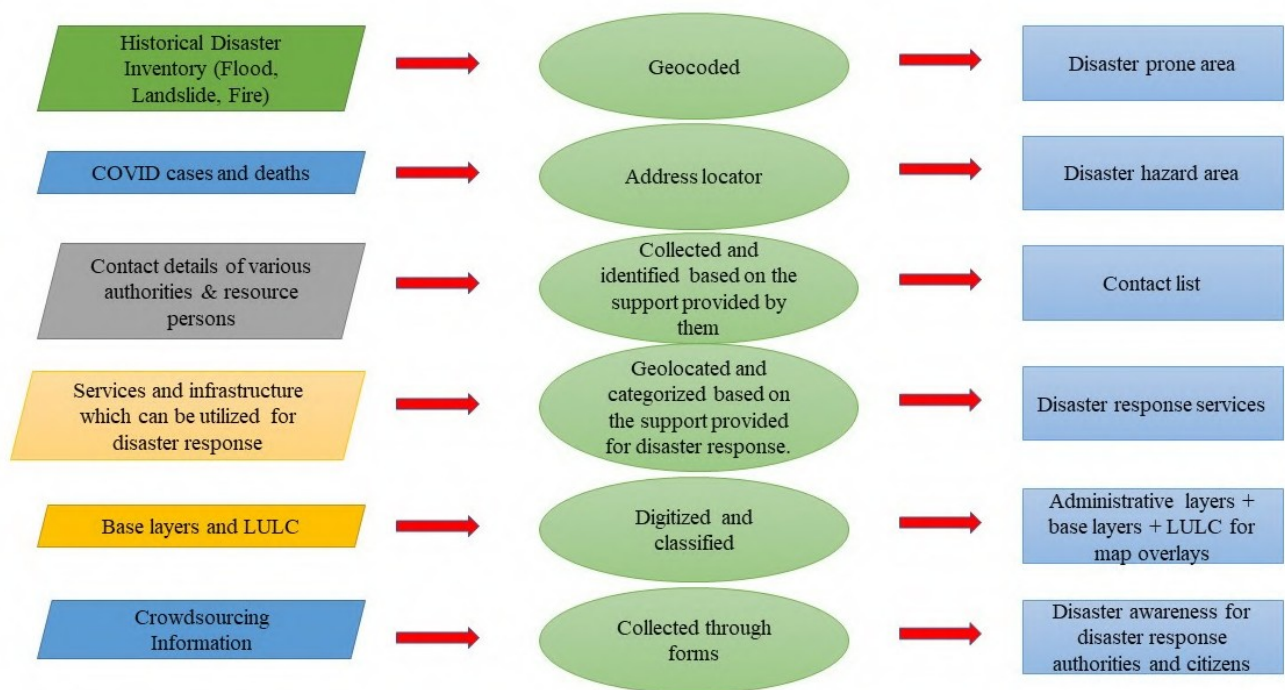 Historical Disaster
Inventory (Flood,
Landslide, Fire)
Geocoded
Disaster prone area
COVID cases and deaths
Address locator
Disaster hazard area
Contact details of various
authorities & resource
persons
Collected and
identified based on the
support provided by
them
Contact list
Services and infrastructure
which can be utilized for
disaster response
Geolocated and
categorized based on
the support provided
for disaster response.
Disaster response services
Base layers and LULC
Digitized and
classified
Administrative layers +
base layers + LULC for
map overlays
Crowdsourcing
Information
Collected through
forms
Disaster awareness for
disaster response
authorities and citizens